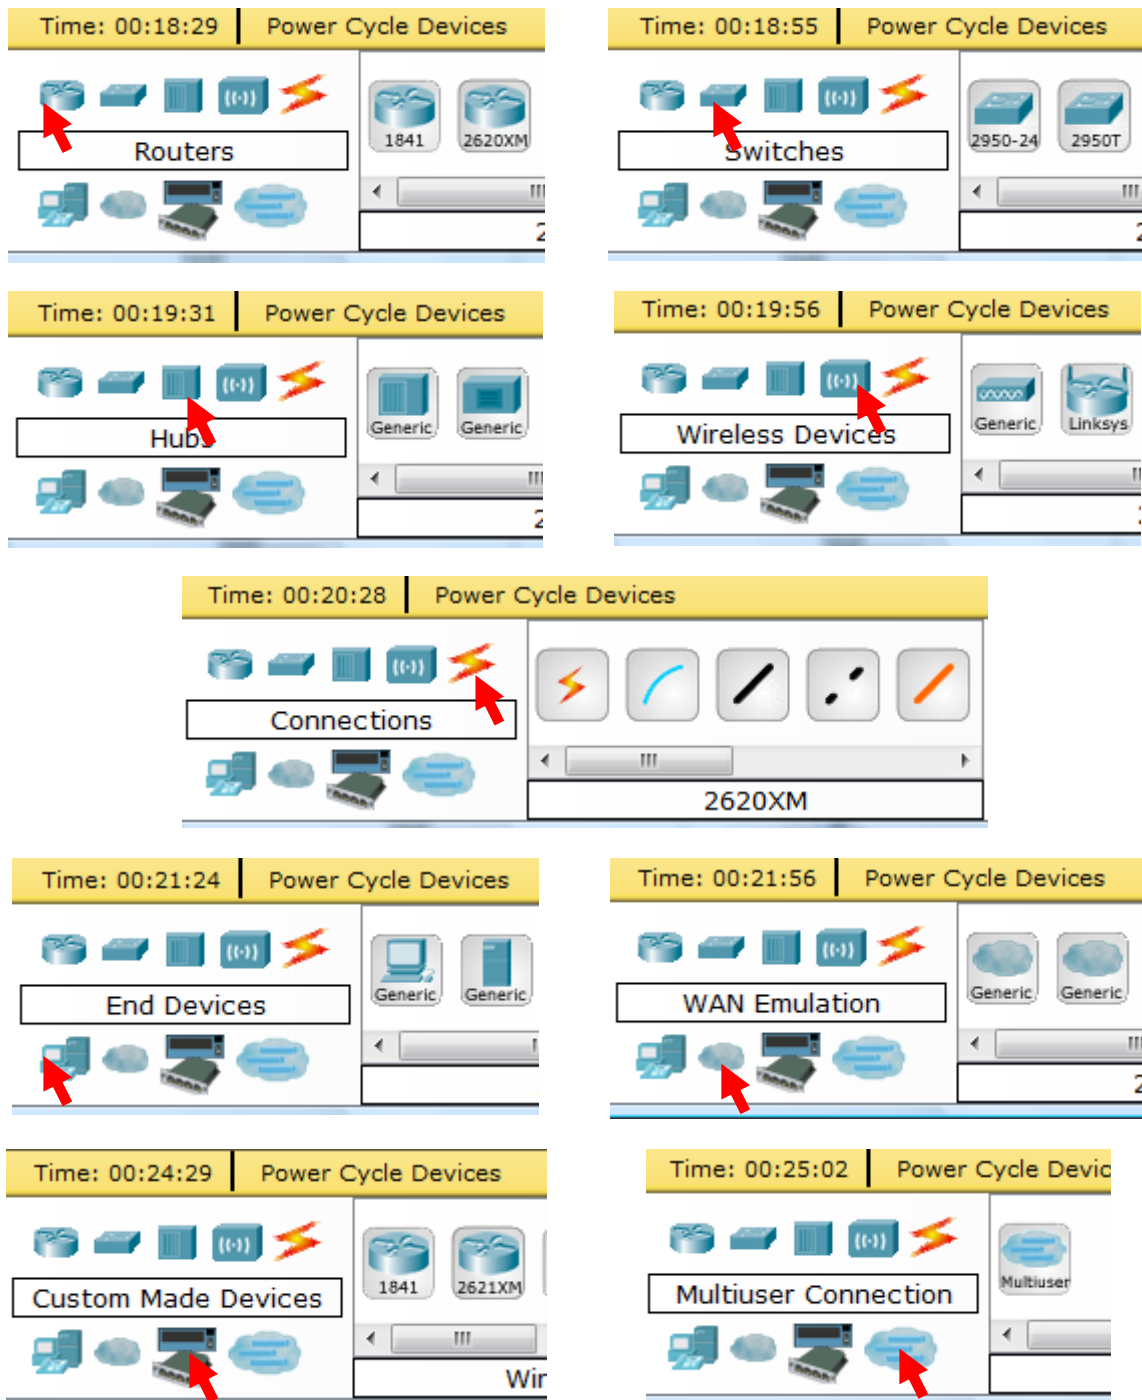 Time: 00:18:29 Power Cycle Devices
1841 2620XM
Routers
Time: 00:18:55 Power Cycle Devices
2950-24 2950T
Switches
Time: 00:19:31 Power Cycle Devices
Generic Generic
Hubs
Time: 00:19:56 Power Cycle Devices
Generic Linksys
Wireless Devices
Time: 00:20:28 Power Cycle Devices
Connections
2620XM
Time: 00:21:24 Power Cycle Devices
Generic Generic
End Devices
Time: 00:21:56 Power Cycle Devices
Generic Generic
WAN Emulation
Time: 00:24:29 Power Cycle Devices
1841 2621XM
Custom Made Devices
Wir
Time: 00:25:02 Power Cycle Devic
Multiuser
Multiuser Connection